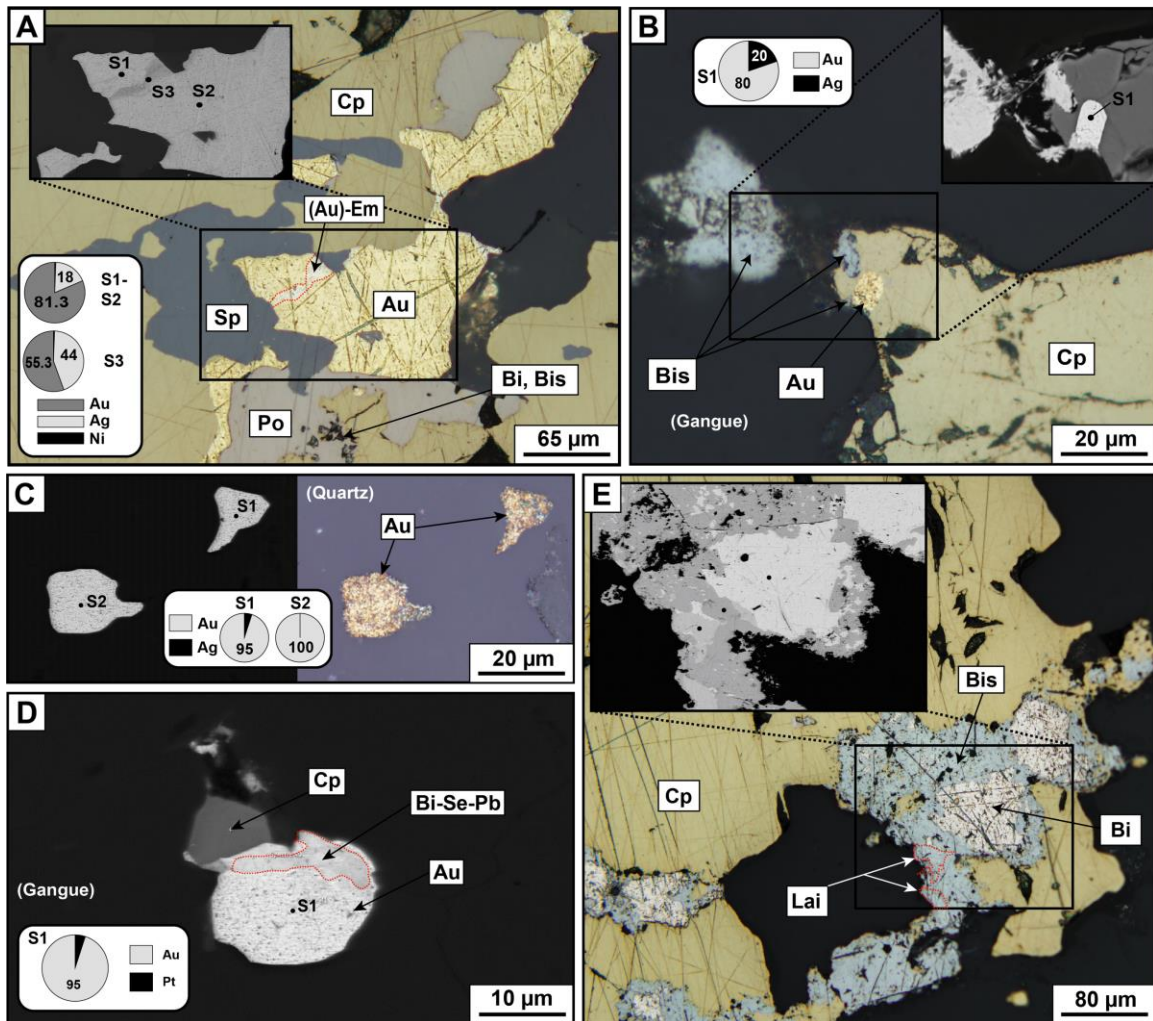 A
S1
S3
S2
Cp
(Au)-Em
18
81.3
S1-
S2
55.3
44
S3
Au
Ag
Ni
Sp
Au
Bi, Bis
Po
65 µm
B
S1
20
80
Au
Ag
S1
Bis
Au
Cp
(Gangue)
20 µm
C
S1
S2
(Quartz)
Au
S1
S2
Au
Ag
95
100
20 µm
D
Cp
Bi-Se-Pb
Au
(Gangue)
S1
S1
95
Au
Pt
10 µm
E
Bis
Cp
Bi
Lai
80 µm